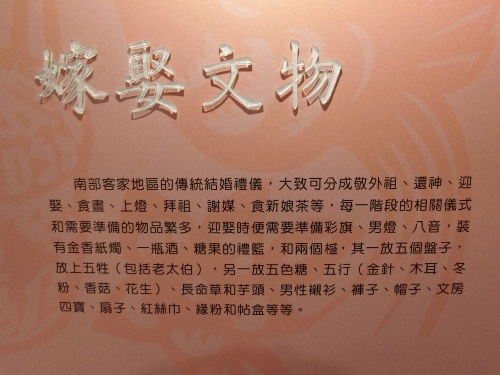 嫁娶文物
南部客家地區的傳統結婚禮儀，大致可分成敬外祖、還神、迎
娶、食晝、上燈、拜祖、謝媒、食新娘茶等，每一階段的相關儀式
和需要準備的物品繁多，迎娶時便需要準備彩旗、男燈、八音，裝
有金香紙燭、一瓶酒、糖果的禮籃，和兩個槓，其一放五個盤子，
放上五牲（包括老太伯），另一放五色糖、五行（金針、木耳、冬
粉、香菇、花生）、長命草和芋頭、男性襯衫、褲子、帽子、文房
四寶、扇子、紅絲巾、緣粉和帖盒等等。